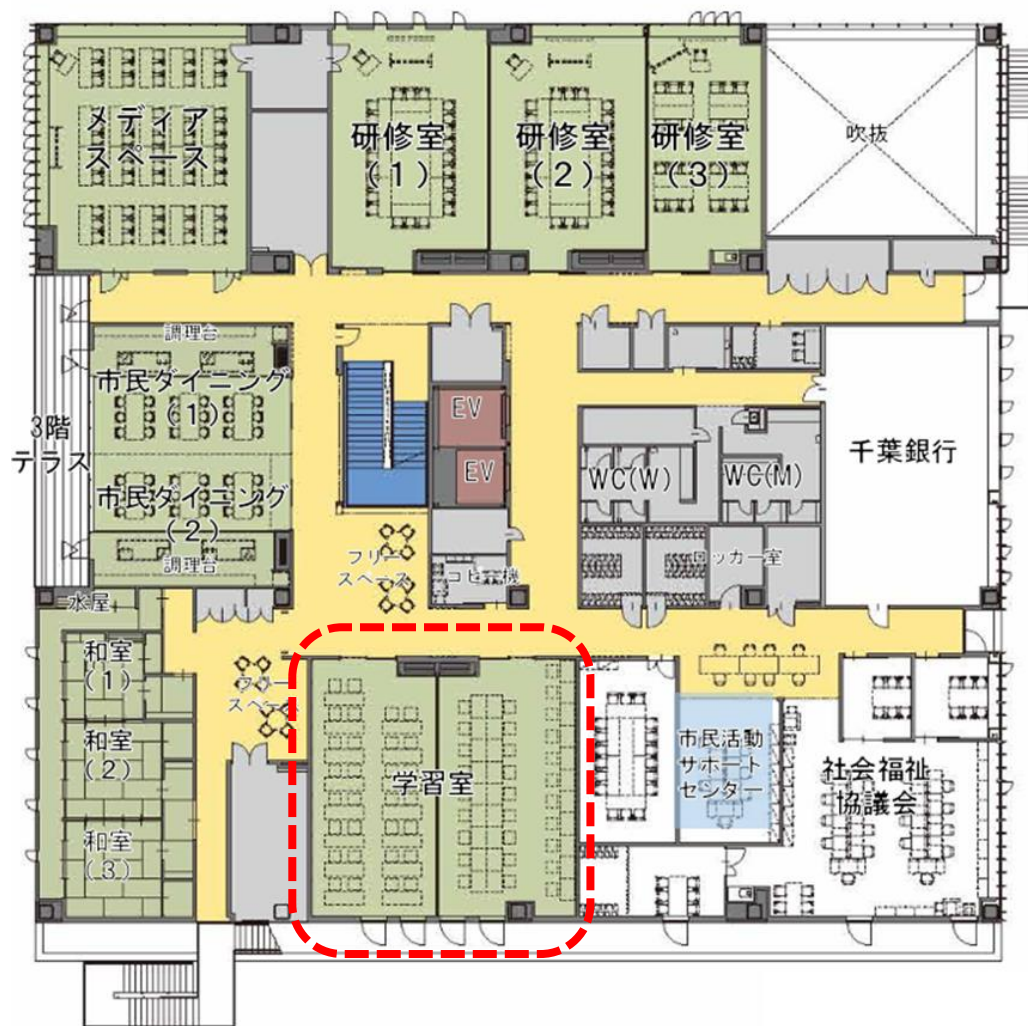 メディア
スペース
研修室
(1)
研修室
(2)
研修室
(3)
吹抜
調理台
市民ダイニング
(1)
3階
テラス
市民ダイニング
(2)
調理台
EV
EV
WC(W)
WC(M)
千葉銀行
フリー
スペース
コピー機
ロッカー室
水屋
和室
(1)
和室
(2)
和室
(3)
フリー
スペース
学習室
市民活動
サポート
センター
社会福祉
協議会